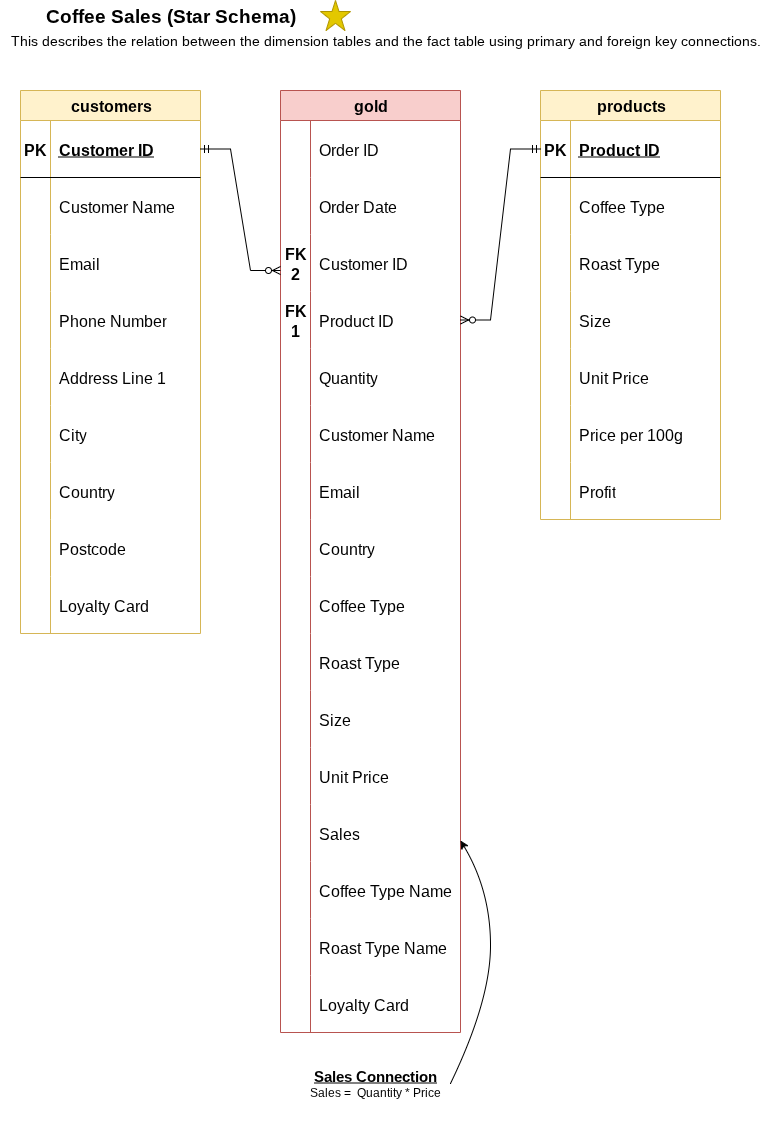 Coffee Sales (Star Schema)
This describes the relation between the dimension tables and the fact table using primary and foreign key connections.
customers
PK Customer ID
Customer Name
Email
Phone Number
Address Line 1
City
Country
Postcode
Loyalty Card
gold
Order ID
Order Date
FK
2
Customer ID
FK
1
Product ID
Quantity
Customer Name
Email
Country
Coffee Type
Roast Type
Size
Unit Price
Sales
Coffee Type Name
Roast Type Name
Loyalty Card
products
PK Product ID
Coffee Type
Roast Type
Size
Unit Price
Price per 100g
Profit
Sales Connection
Sales = Quantity * Price